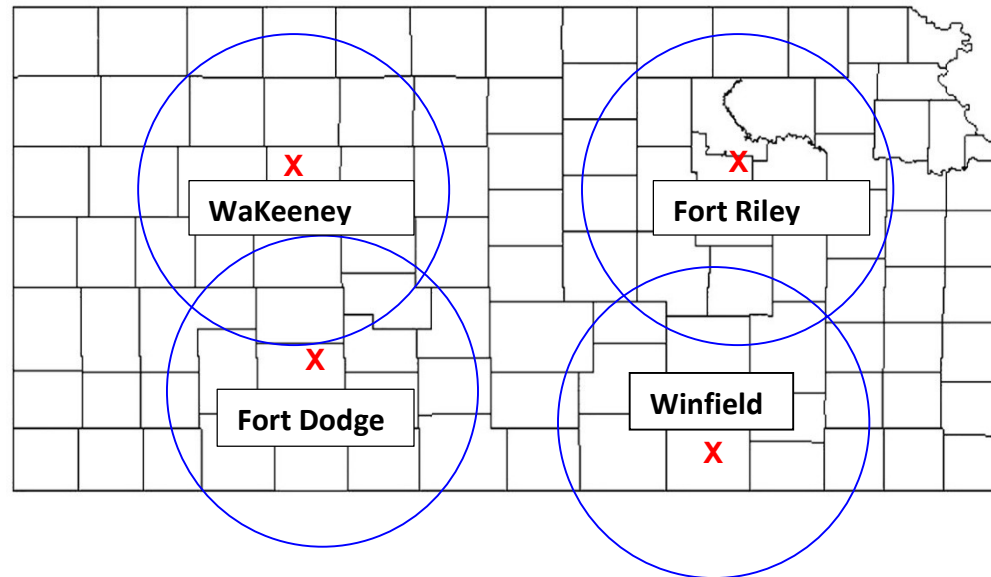 X
X
WaKeeney
Fort Riley
X
Winfield
Fort Dodge
X